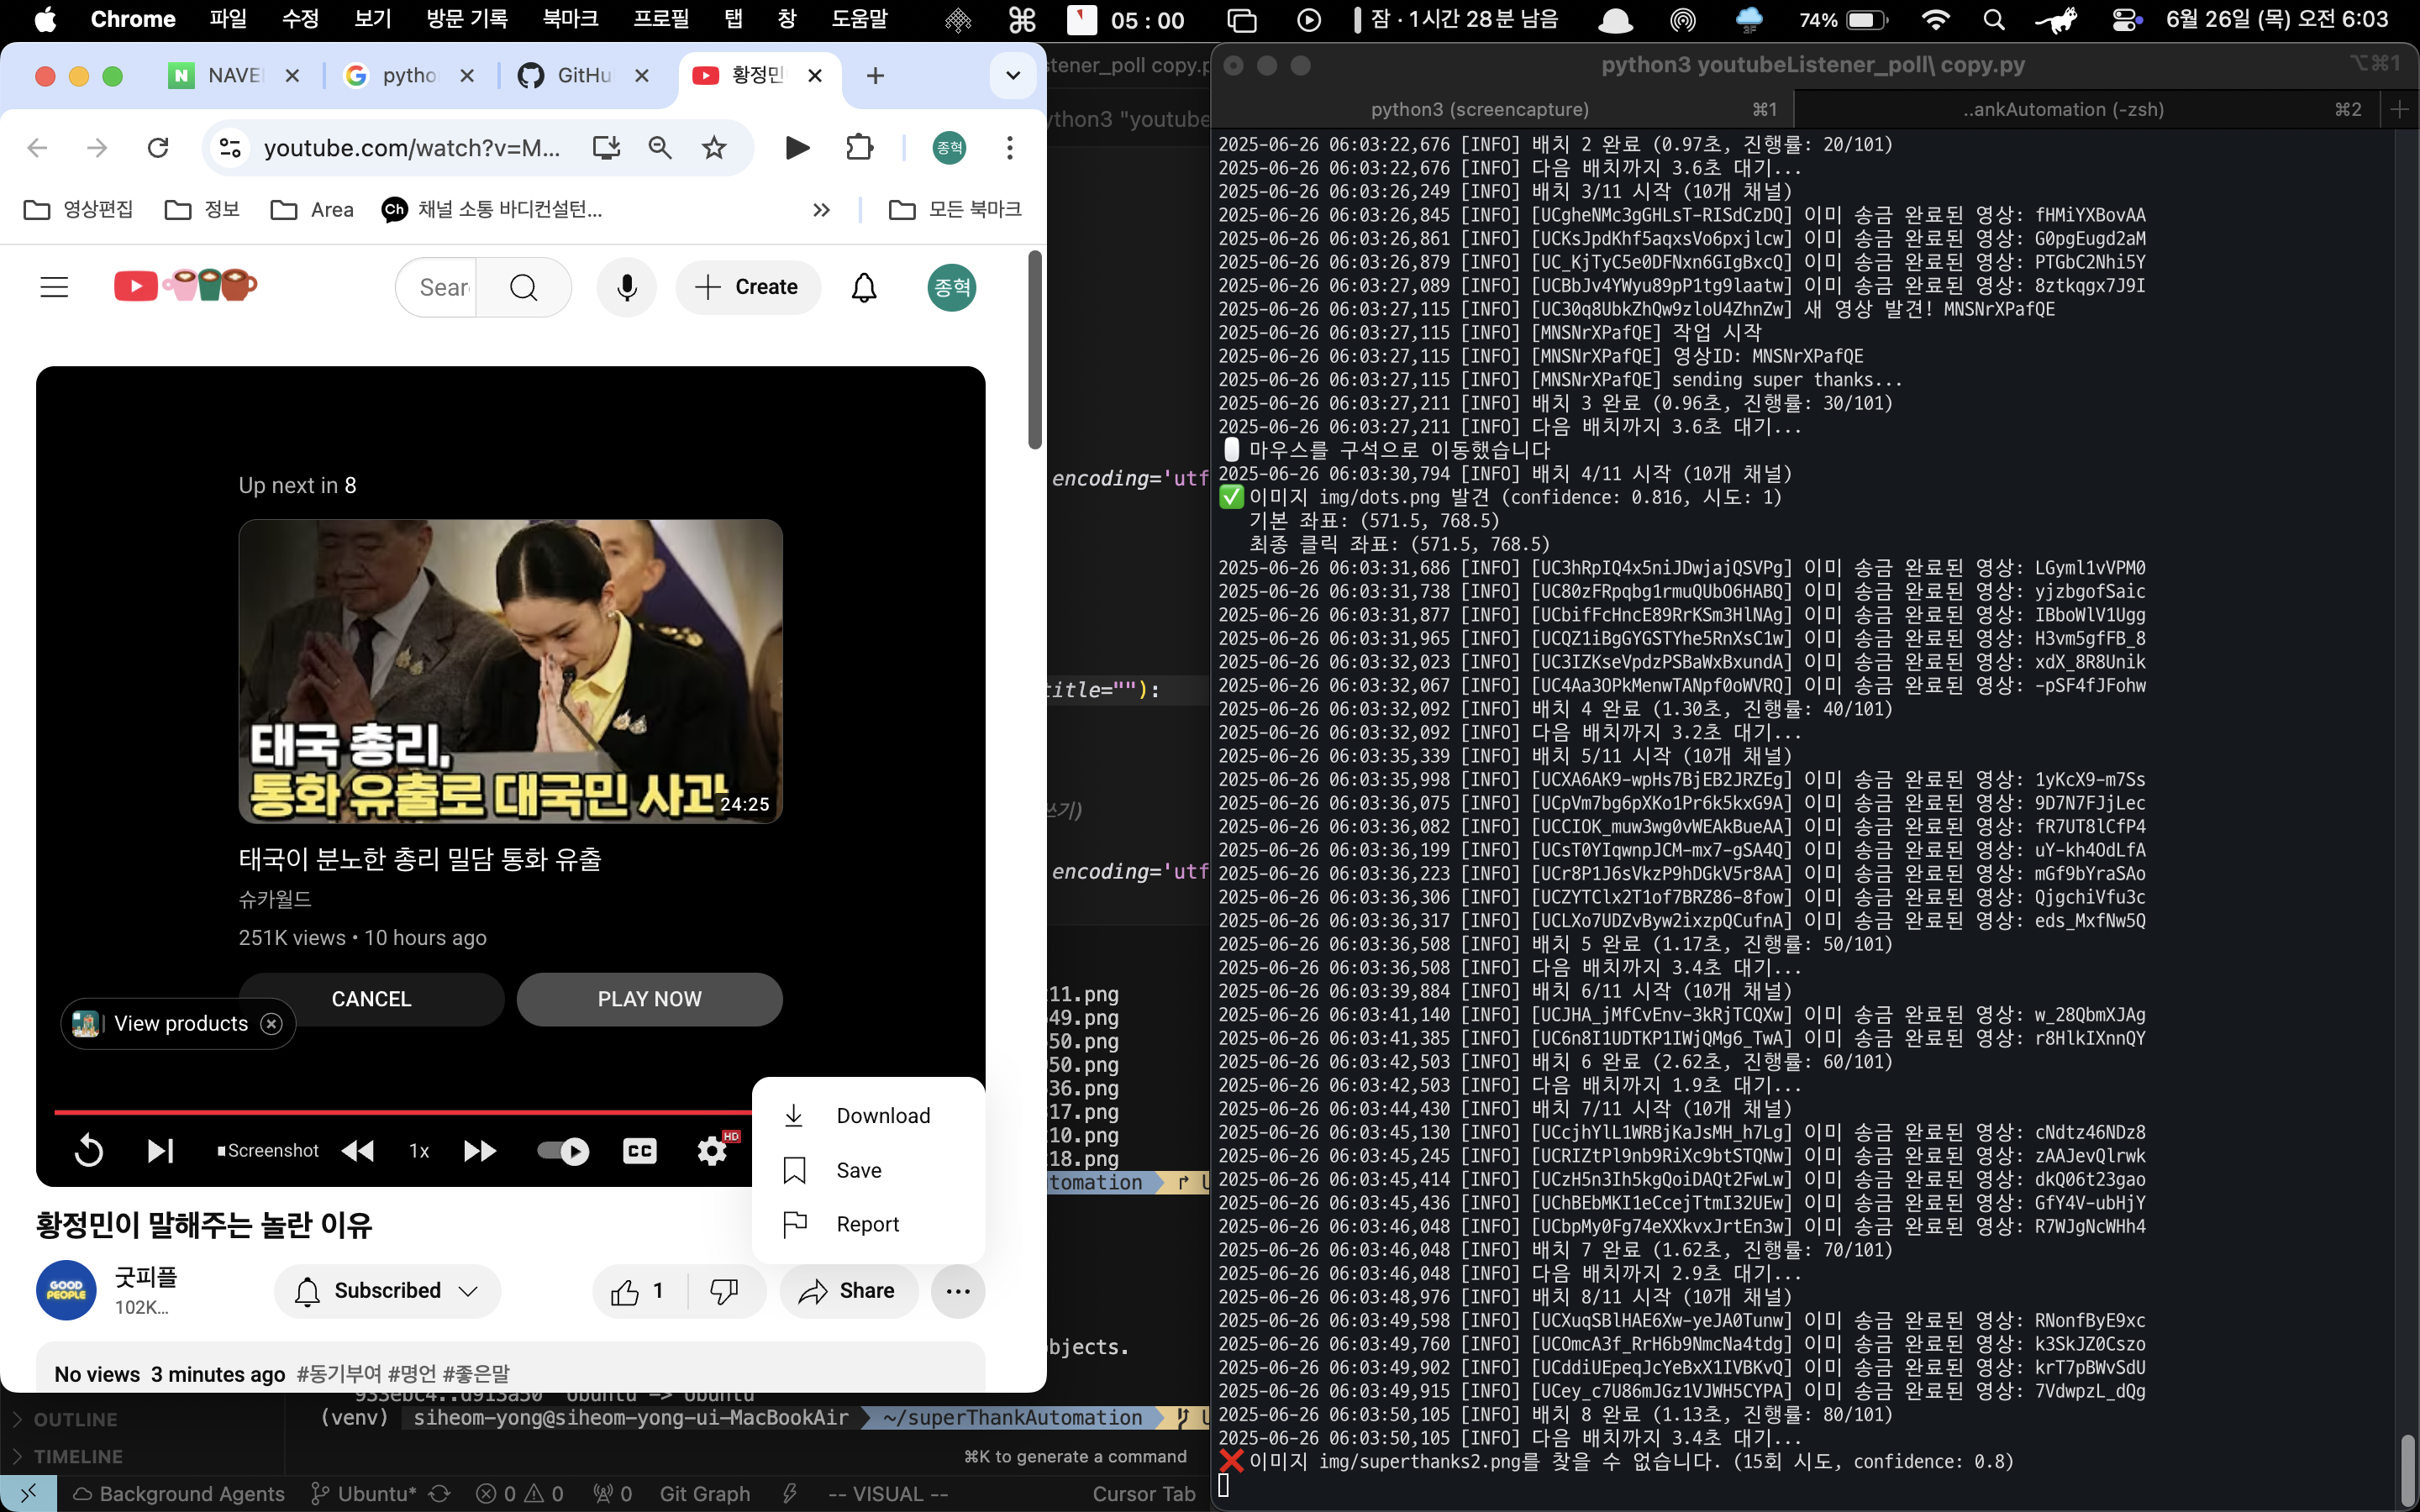 Chrome 파일 수정 보기 방문 기록 북마크 프로필 탭 창 도움말 05 : 00 잠 · 1시간 28분 남음 3F 74% 6월 26일 (목) 오전 6:03
N NAVE pytho GitHu 황정민
youtube.com/watch?v=M... 종혁
영상편집 정보 Area Ch 채널 소통 바디컨설턴... 모든 북마크
Sear Create 종혁
Up next in 8
태국 총리,
통화 유출로 대국민 사과
24:25
태국이 분노한 총리 밀담 통화 유출
슈카월드
251K views • 10 hours ago
CANCEL PLAY NOW
View products
Screenshot 1x CC HD
Download
Save
Report
황정민이 말해주는 놀란 이유
GOOD PEOPLE
굿피플
102K...
Subscribed 1 Share
No views 3 minutes ago #동기부여 #명언 #좋은말
stener_poll copy.p
ython3 "youtube
encoding='utf
title=""):
쓰기)
encoding='utf
11.png
49.png
50.png
50.png
36.png
17.png
10.png
18.png
tomation
bjects.
933ebc4..d913a50 Ubuntu -> Ubuntu
(venv) siheom-yong@siheom-yong-ui-MacBookAir ~/superThankAutomation
OUTLINE
TIMELINE
⌘K to generate a command
Background Agents Ubuntu* 0 0 0 Git Graph -- VISUAL -- Cursor Tab
python3 youtubeListener_poll\ copy.py ⌥⌘1
python3 (screencapture) ⌘1 ..ankAutomation (-zsh) ⌘2
2025-06-26 06:03:22,676 [INFO] 배치 2 완료 (0.97초, 진행률: 20/101)
2025-06-26 06:03:22,676 [INFO] 다음 배치까지 3.6초 대기...
2025-06-26 06:03:26,249 [INFO] 배치 3/11 시작 (10개 채널)
2025-06-26 06:03:26,845 [INFO] [UCgheNMc3gGHLsT-RISdCzDQ] 이미 송금 완료된 영상: fHMiYXBovAA
2025-06-26 06:03:26,861 [INFO] [UCKsJpdKhf5aqxsVo6pxjlcw] 이미 송금 완료된 영상: G0pgEugd2aM
2025-06-26 06:03:26,879 [INFO] [UC_KjTyC5e0DFNxn6GIgBxcQ] 이미 송금 완료된 영상: PTGbC2Nhi5Y
2025-06-26 06:03:27,089 [INFO] [UCBbJv4YWyu89pP1tg9laatw] 이미 송금 완료된 영상: 8ztkqgx7J9I
2025-06-26 06:03:27,115 [INFO] [UC30q8UbkZhQw9zloU4ZhnZw] 새 영상 발견! MNSNrXPafQE
2025-06-26 06:03:27,115 [INFO] [MNSNrXPafQE] 작업 시작
2025-06-26 06:03:27,115 [INFO] [MNSNrXPafQE] 영상ID: MNSNrXPafQE
2025-06-26 06:03:27,115 [INFO] [MNSNrXPafQE] sending super thanks...
2025-06-26 06:03:27,211 [INFO] 배치 3 완료 (0.96초, 진행률: 30/101)
2025-06-26 06:03:27,211 [INFO] 다음 배치까지 3.6초 대기...
마우스를 구석으로 이동했습니다
2025-06-26 06:03:30,794 [INFO] 배치 4/11 시작 (10개 채널)
✅ 이미지 img/dots.png 발견 (confidence: 0.816, 시도: 1)
기본 좌표: (571.5, 768.5)
최종 클릭 좌표: (571.5, 768.5)
2025-06-26 06:03:31,686 [INFO] [UC3hRpIQ4x5niJDwjajQSVPg] 이미 송금 완료된 영상: LGyml1vVPM0
2025-06-26 06:03:31,738 [INFO] [UC80zFRpqbg1rmuQUbO6HABQ] 이미 송금 완료된 영상: yjzbgofSaic
2025-06-26 06:03:31,877 [INFO] [UCbifFcHncE89RrKSm3HlNAg] 이미 송금 완료된 영상: IBboWlV1Ugg
2025-06-26 06:03:31,965 [INFO] [UCQZ1iBgGYGSTYhe5RnXsC1w] 이미 송금 완료된 영상: H3vm5gfFB_8
2025-06-26 06:03:32,023 [INFO] [UC3IZKseVpdzPSBaWxBxundA] 이미 송금 완료된 영상: xdX_8R8Unik
2025-06-26 06:03:32,067 [INFO] [UC4Aa3OPkMenwTANpf0oWVRQ] 이미 송금 완료된 영상: -pSF4fJFohw
2025-06-26 06:03:32,092 [INFO] 배치 4 완료 (1.30초, 진행률: 40/101)
2025-06-26 06:03:32,092 [INFO] 다음 배치까지 3.2초 대기...
2025-06-26 06:03:35,339 [INFO] 배치 5/11 시작 (10개 채널)
2025-06-26 06:03:35,998 [INFO] [UCXA6AK9-wpHs7BjEB2JRZEg] 이미 송금 완료된 영상: 1yKcX9-m7Ss
2025-06-26 06:03:36,075 [INFO] [UCpVm7bg6pXKo1Pr6k5kxG9A] 이미 송금 완료된 영상: 9D7N7FJjLec
2025-06-26 06:03:36,082 [INFO] [UCCIOK_muw3wg0vWEAkBueAA] 이미 송금 완료된 영상: fR7UT8lCfP4
2025-06-26 06:03:36,199 [INFO] [UCsT0YIqwnpJCM-mx7-gSA4Q] 이미 송금 완료된 영상: uY-kh4OdLfA
2025-06-26 06:03:36,223 [INFO] [UCr8P1J6sVkzP9hDGkV5r8AA] 이미 송금 완료된 영상: mGf9bYraSAo
2025-06-26 06:03:36,306 [INFO] [UCZYTClx2T1of7BRZ86-8fow] 이미 송금 완료된 영상: QjgchiVfu3c
2025-06-26 06:03:36,317 [INFO] [UCLXo7UDZvByw2ixzpQCufnA] 이미 송금 완료된 영상: eds_MxfNw5Q
2025-06-26 06:03:36,508 [INFO] 배치 5 완료 (1.17초, 진행률: 50/101)
2025-06-26 06:03:36,508 [INFO] 다음 배치까지 3.4초 대기...
2025-06-26 06:03:39,884 [INFO] 배치 6/11 시작 (10개 채널)
2025-06-26 06:03:41,140 [INFO] [UCJHA_jMfCvEnv-3kRjTCQXw] 이미 송금 완료된 영상: w_28QbmXJAg
2025-06-26 06:03:41,385 [INFO] [UC6n8I1UDTKP1IWjQMg6_TwA] 이미 송금 완료된 영상: r8HlkIXnnQY
2025-06-26 06:03:42,503 [INFO] 배치 6 완료 (2.62초, 진행률: 60/101)
2025-06-26 06:03:42,503 [INFO] 다음 배치까지 1.9초 대기...
2025-06-26 06:03:44,430 [INFO] 배치 7/11 시작 (10개 채널)
2025-06-26 06:03:45,130 [INFO] [UCcjhYlL1WRBjKaJsMH_h7Lg] 이미 송금 완료된 영상: cNdtz46NDz8
2025-06-26 06:03:45,245 [INFO] [UCRIZtPl9nb9RiXc9btSTQNw] 이미 송금 완료된 영상: zAAJevQlrwk
2025-06-26 06:03:45,414 [INFO] [UCzH5n3Ih5kgQoiDAQt2FwLw] 이미 송금 완료된 영상: dkQ06t23gao
2025-06-26 06:03:45,436 [INFO] [UChBEbMKI1eCcejTtmI32UEw] 이미 송금 완료된 영상: GfY4V-ubHjY
2025-06-26 06:03:46,048 [INFO] [UCbpMy0Fg74eXXkvxJrtEn3w] 이미 송금 완료된 영상: R7WJgNcWHh4
2025-06-26 06:03:46,048 [INFO] 배치 7 완료 (1.62초, 진행률: 70/101)
2025-06-26 06:03:46,048 [INFO] 다음 배치까지 2.9초 대기...
2025-06-26 06:03:48,976 [INFO] 배치 8/11 시작 (10개 채널)
2025-06-26 06:03:49,598 [INFO] [UCXuqSBlHAE6Xw-yeJA0Tunw] 이미 송금 완료된 영상: RNonfByE9xc
2025-06-26 06:03:49,760 [INFO] [UCOmcA3f_RrH6b9NmcNa4tdg] 이미 송금 완료된 영상: k3SkJZ0Cszo
2025-06-26 06:03:49,902 [INFO] [UCddiUEpeqJcYeBxX1IVBKvQ] 이미 송금 완료된 영상: krT7pBWvSdU
2025-06-26 06:03:49,915 [INFO] [UCey_c7U86mJGz1VJWH5CYPA] 이미 송금 완료된 영상: 7VdwpzL_dQg
2025-06-26 06:03:50,105 [INFO] 배치 8 완료 (1.13초, 진행률: 80/101)
2025-06-26 06:03:50,105 [INFO] 다음 배치까지 3.4초 대기...
❌ 이미지 img/superthanks2.png를 찾을 수 없습니다. (15회 시도, confidence: 0.8)